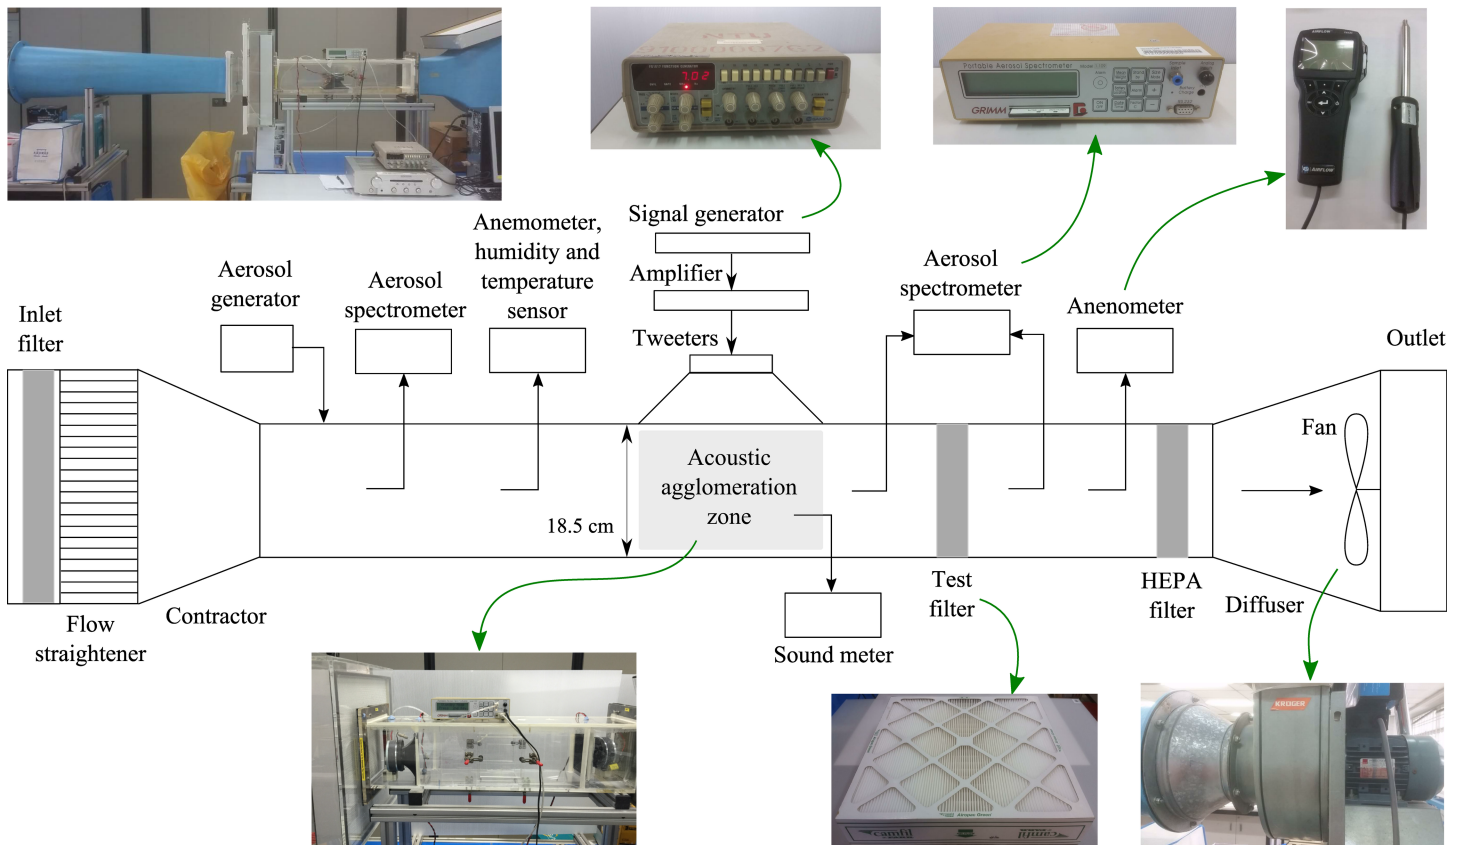 NTU
7.02
Portable Aerosol Spectrometer
GRIMM
AIRFLOW
Signal generator
Amplifier
Tweeters
Anemometer,
humidity and
temperature
sensor
Aerosol
generator
Aerosol
spectrometer
Aerosol
spectrometer
Anenometer
Inlet
filter
Outlet
Fan
Acoustic
agglomeration
zone
18.5 cm
Flow
straightener
Contractor
Sound meter
Test
filter
HEPA
filter
Diffuser
KRUGER
camfil
camfil